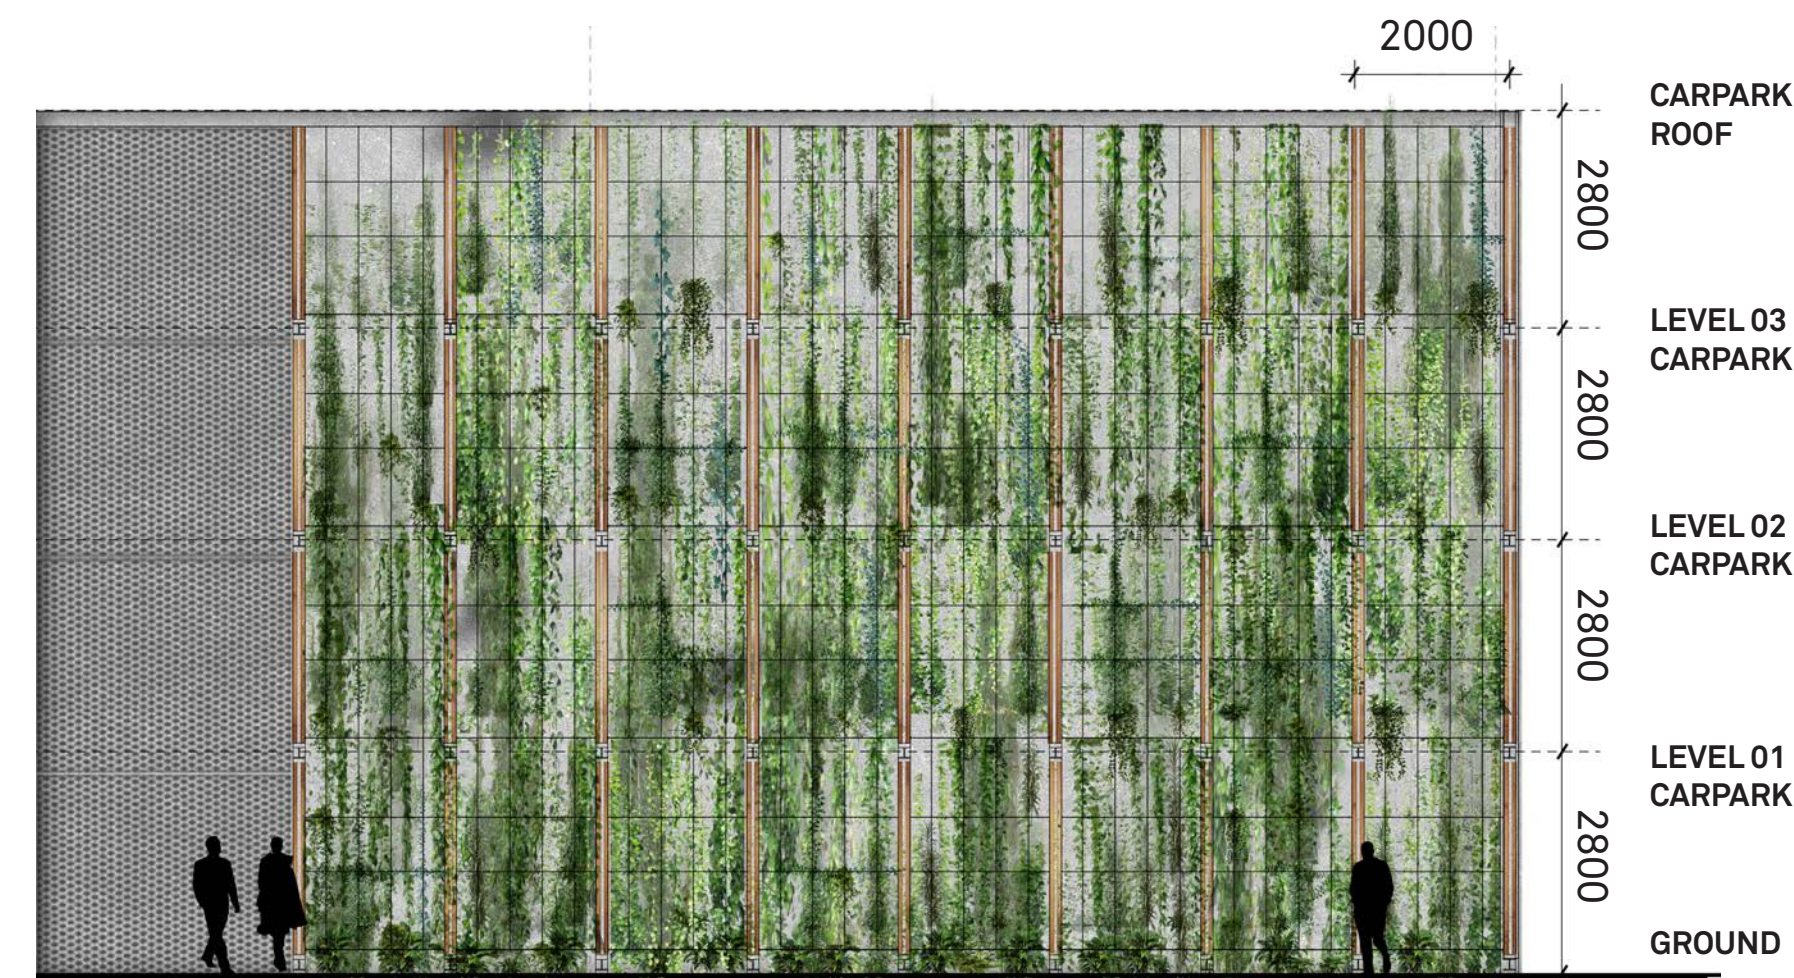 2000
CARPARK
ROOF
2800
LEVEL 03
CARPARK
2800
LEVEL 02
CARPARK
2800
LEVEL 01
CARPARK
2800
GROUND